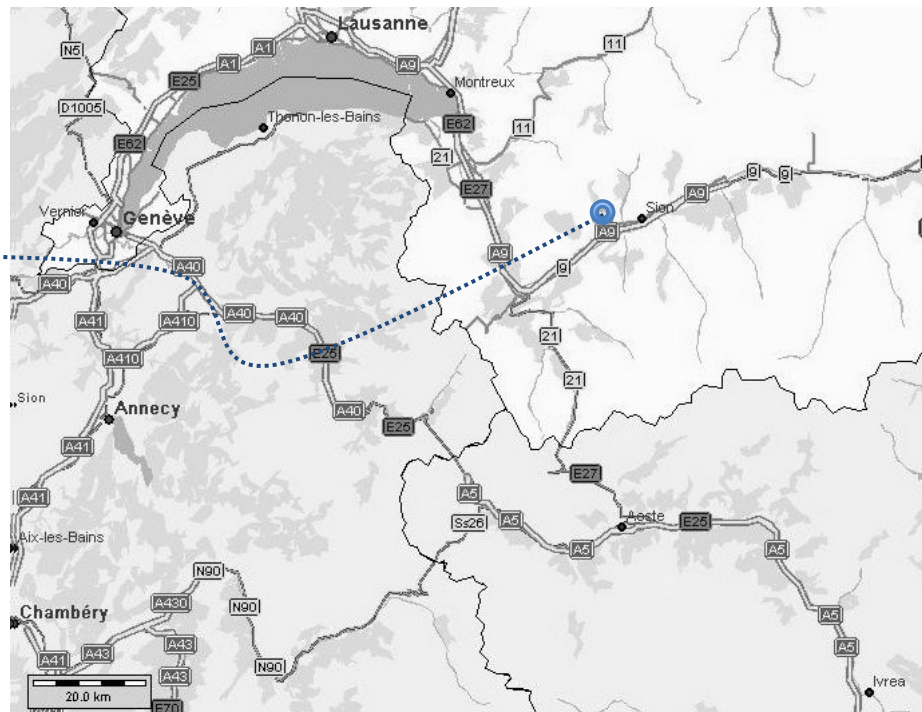 Lausanne
11
N5
A1
A1
A9
E25
Montreux
D1005
Thonon-les-Bains
E62
11
E62
21
9
9
A9
E27
Vernier
Genève
Sion
A9
A9
A40
9
A40
A41
A410
A40
A40
21
A410
E25
21
Sion
Annecy
A40
E25
A41
E27
A41
A5
Ss26
A5
Aoste
E25
Aix-les-Bains
A5
A5
N90
A430
N90
Chambéry
A5
A43
A43
A41
A5
N90
A43
20.0 km
E70
Ivrea